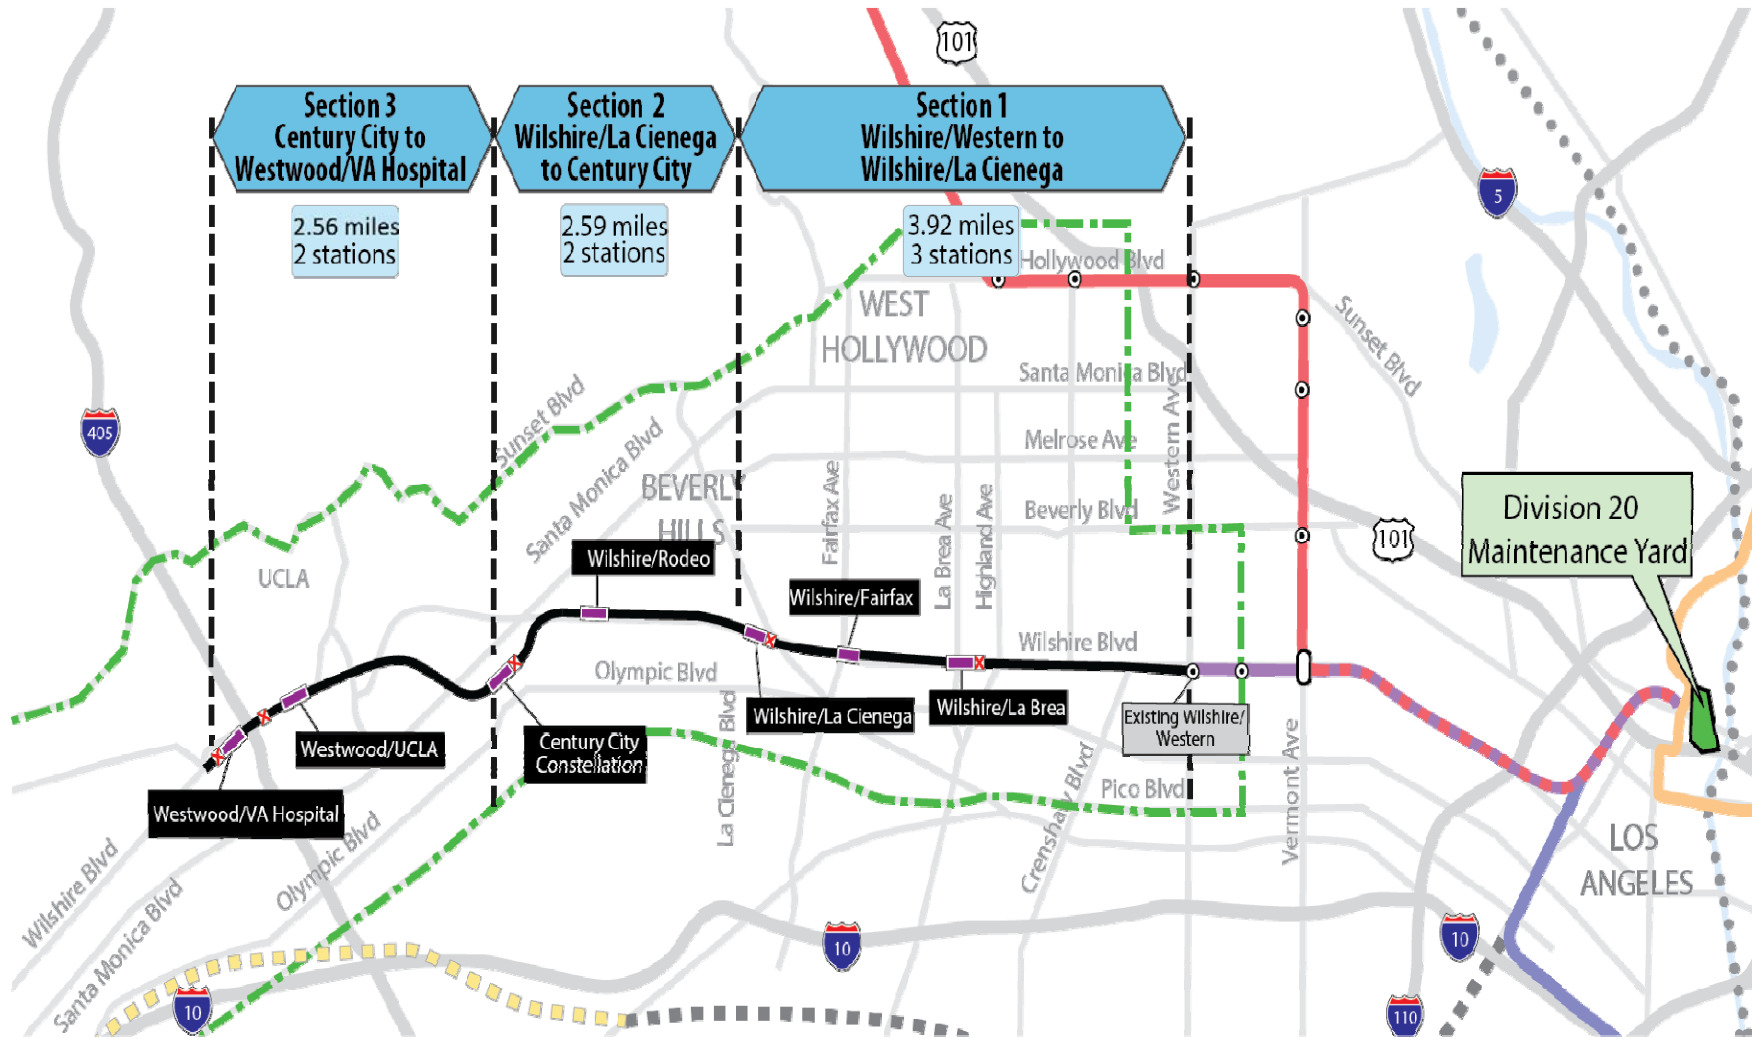 101
Section 3
Century City to
Westwood/VA Hospital
Section 2
Wilshire/La Cienega
to Century City
Section 1
Wilshire/Western to
Wilshire/La Cienega
2.56 miles
2 stations
2.59 miles
2 stations
3.92 miles
3 stations
5
Hollywood Blvd
WEST
HOLLYWOOD
Sunset Blvd
Santa Monica Blvd
Western Ave
405
Sunset Blvd
Santa Monica Blvd
Melrose Ave
BEVERLY
HILLS
Fairfax Ave
La Brea Ave
Highland Ave
Beverly Blvd
101
Division 20
Maintenance Yard
UCLA
Wilshire/Rodeo
Wilshire/Fairfax
Wilshire Blvd
Olympic Blvd
Wilshire/La Cienega
Wilshire/La Brea
Existing Wilshire/
Western
Westwood/UCLA
Century City
Constellation
La Cienega Blvd
Crenshaw Blvd
Pico Blvd
Vermont Ave
Westwood/VA Hospital
Wilshire Blvd
Santa Monica Blvd
Olympic Blvd
LOS
ANGELES
10
10
10
110